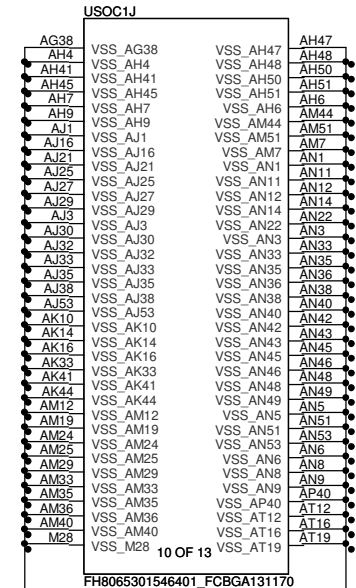 USOC1J
AG38 VSS_AG38 VSS_AH47 AH47
AH4 VSS_AH4 VSS_AH48 AH48
AH41 VSS_AH41 VSS_AH50 AH50
AH45 VSS_AH45 VSS_AH51 AH51
AH7 VSS_AH7 VSS_AH6 AH6
AH9 VSS_AH9 VSS_AM44 AM44
AJ1 VSS_AJ1 VSS_AM51 AM51
AJ16 VSS_AJ16 VSS_AM7 AM7
AJ21 VSS_AJ21 VSS_AN1 AN1
AJ25 VSS_AJ25 VSS_AN11 AN11
AJ27 VSS_AJ27 VSS_AN12 AN12
AJ29 VSS_AJ29 VSS_AN14 AN14
AJ3 VSS_AJ3 VSS_AN22 AN22
AJ30 VSS_AJ30 VSS_AN3 AN3
AJ32 VSS_AJ32 VSS_AN33 AN33
AJ33 VSS_AJ33 VSS_AN35 AN35
AJ35 VSS_AJ35 VSS_AN36 AN36
AJ38 VSS_AJ38 VSS_AN38 AN38
AJ53 VSS_AJ53 VSS_AN40 AN40
AK10 VSS_AK10 VSS_AN42 AN42
AK14 VSS_AK14 VSS_AN43 AN43
AK16 VSS_AK16 VSS_AN45 AN45
AK33 VSS_AK33 VSS_AN46 AN46
AK41 VSS_AK41 VSS_AN48 AN48
AK44 VSS_AK44 VSS_AN49 AN49
AM12 VSS_AM12 VSS_AN5 AN5
AM19 VSS_AM19 VSS_AN51 AN51
AM24 VSS_AM24 VSS_AN53 AN53
AM25 VSS_AM25 VSS_AN6 AN6
AM29 VSS_AM29 VSS_AN8 AN8
AM33 VSS_AM33 VSS_AN9 AN9
AM35 VSS_AM35 VSS_AP40 AP40
AM36 VSS_AM36 VSS_AT12 AT12
AM40 VSS_AM40 VSS_AT16 AT16
M28 VSS_M28 VSS_AT19 AT19
10 OF 13
FH8065301546401_FCBGA131170